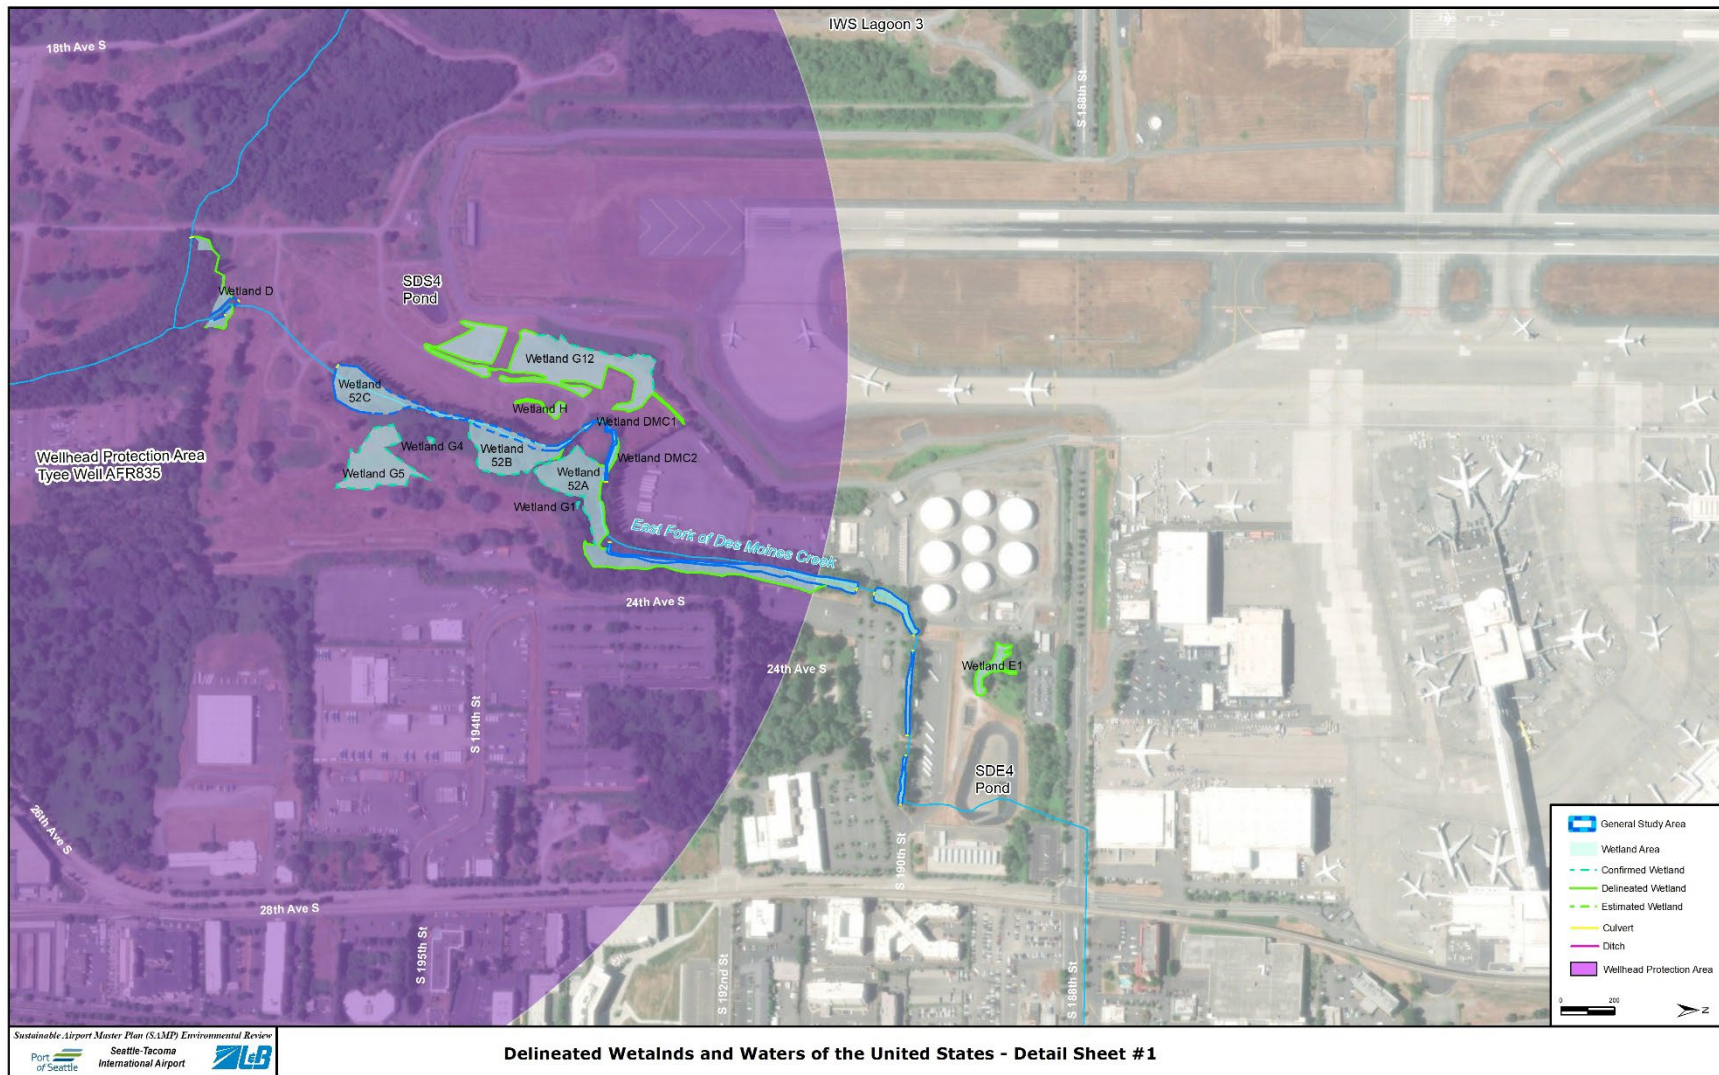 IWS Lagoon 3
18th Ave S
S 188th St
SDS4
Pond
Wetland D
Wetland G12
Wetland
52C
Wetland H
Wetland DMC1
Wetland G4
Wetland
52B
Wetland DMC2
Wellhead Protection Area
Tyee Well AFR835
Wetland G5
Wetland
52A
Wetland G1
East Fork of Des Moines Creek
24th Ave S
24th Ave S
Wetland E1
S 194th St
SDE4
Pond
28th Ave S
S 190th St
28th Ave S
S 195th St
S 192nd St
S 188th St
General Study Area
Wetland Area
Confirmed Wetland
Delineated Wetland
Estimated Wetland
Culvert
Ditch
Wellhead Protection Area
0 200
N
Sustainable Airport Master Plan (SAMP) Environmental Review
Port
of Seattle
Seattle-Tacoma
International Airport
L&B
Delineated Wetalnds and Waters of the United States - Detail Sheet #1